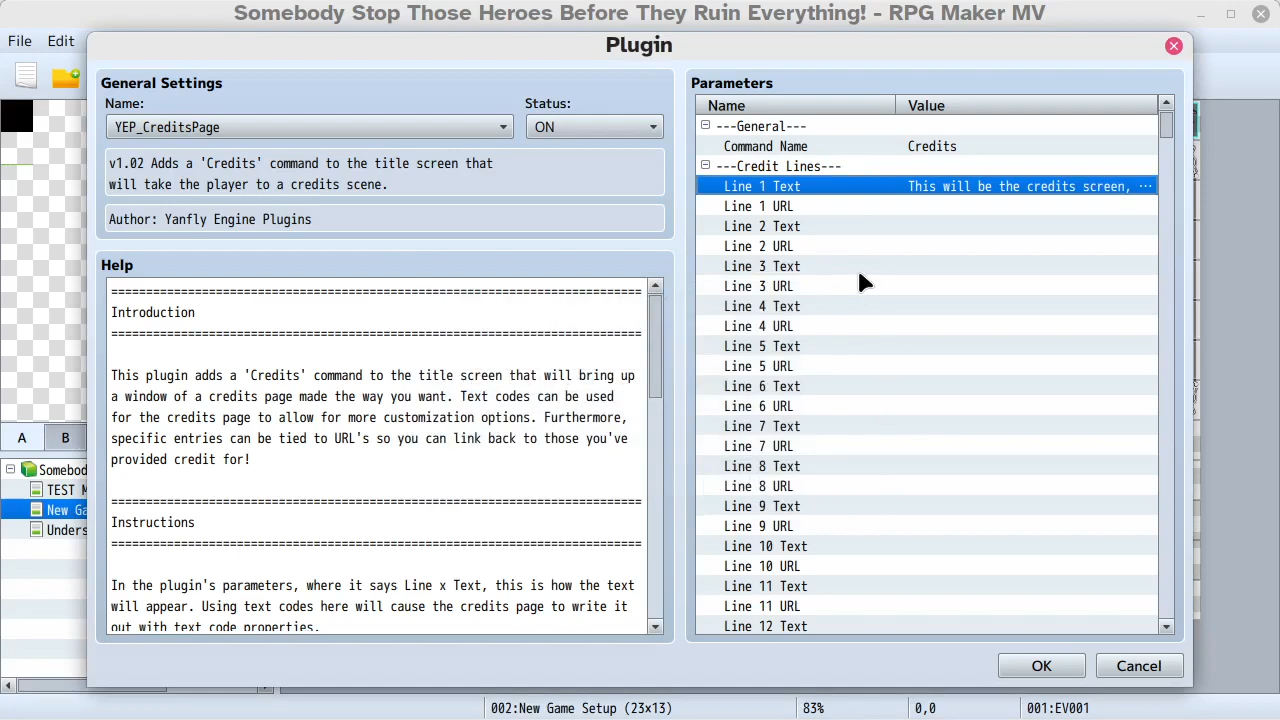 Somebody Stop Those Heroes Before They Ruin Everything! - RPG Maker MV
File Edit
Plugin
General Settings
Name:
Status:
YEP_CreditsPage
ON
v1.02 Adds a 'Credits' command to the title screen that
will take the player to a credits scene.
Author: Yanfly Engine Plugins
Help
================================================================
Introduction
================================================================
This plugin adds a 'Credits' command to the title screen that will bring up
a window of a credits page made the way you want. Text codes can be used
for the credits page to allow for more customization options. Furthermore,
specific entries can be tied to URL's so you can link back to those you've
provided credit for!
================================================================
Instructions
================================================================
In the plugin's parameters, where it says Line x Text, this is how the text
will appear. Using text codes here will cause the credits page to write it
out with text code properties.
Parameters
Name Value
---General---
Command Name Credits
---Credit Lines---
Line 1 Text This will be the credits screen, ...
Line 1 URL
Line 2 Text
Line 2 URL
Line 3 Text
Line 3 URL
Line 4 Text
Line 4 URL
Line 5 Text
Line 5 URL
Line 6 Text
Line 6 URL
Line 7 Text
Line 7 URL
Line 8 Text
Line 8 URL
Line 9 Text
Line 9 URL
Line 10 Text
Line 10 URL
Line 11 Text
Line 11 URL
Line 12 Text
OK
Cancel
A B
Somebod
TEST M
New Ga
Unders
002:New Game Setup (23x13)
83%
0,0
001:EV001